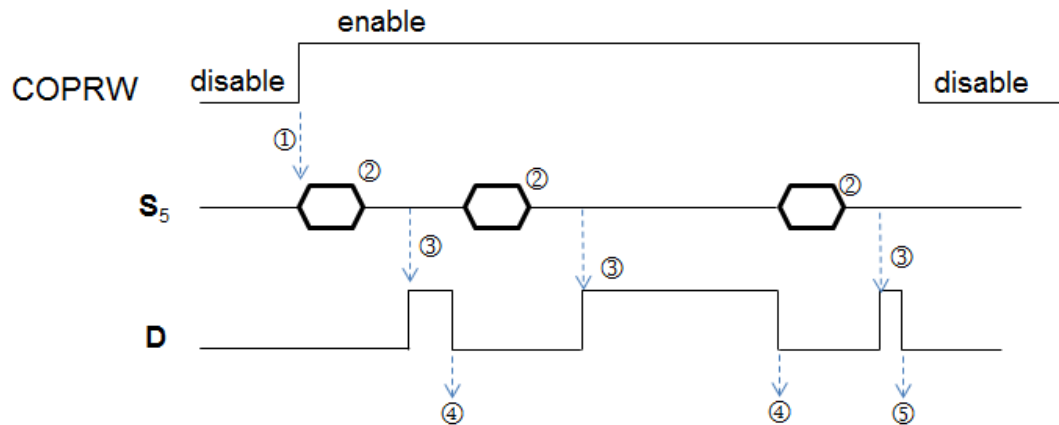 enable
disable
disable
COPRW
①
②
②
②
S₅
③
③
③
D
④
④
⑤